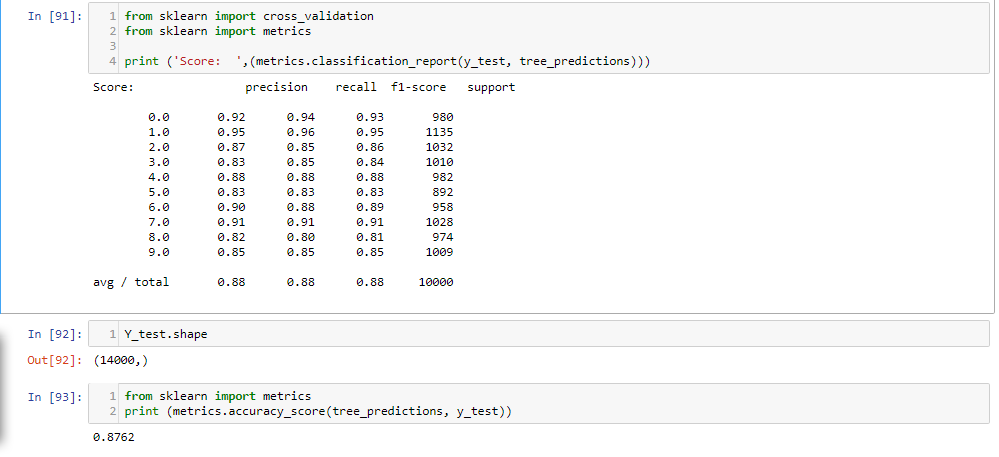 In [91]:
1 from sklearn import cross_validation
2 from sklearn import metrics
3
4 print ('Score:  ',(metrics.classification_report(y_test, tree_predictions)))
Score:                precision    recall  f1-score   support
0.0       0.92      0.94      0.93       980
1.0       0.95      0.96      0.95      1135
2.0       0.87      0.85      0.86      1032
3.0       0.83      0.85      0.84      1010
4.0       0.88      0.88      0.88       982
5.0       0.83      0.83      0.83       892
6.0       0.90      0.88      0.89       958
7.0       0.91      0.91      0.91      1028
8.0       0.82      0.80      0.81       974
9.0       0.85      0.85      0.85      1009
avg / total       0.88      0.88      0.88     10000
In [92]:
1 Y_test.shape
Out[92]: (14000,)
In [93]:
1 from sklearn import metrics
2 print (metrics.accuracy_score(tree_predictions, y_test))
0.8762